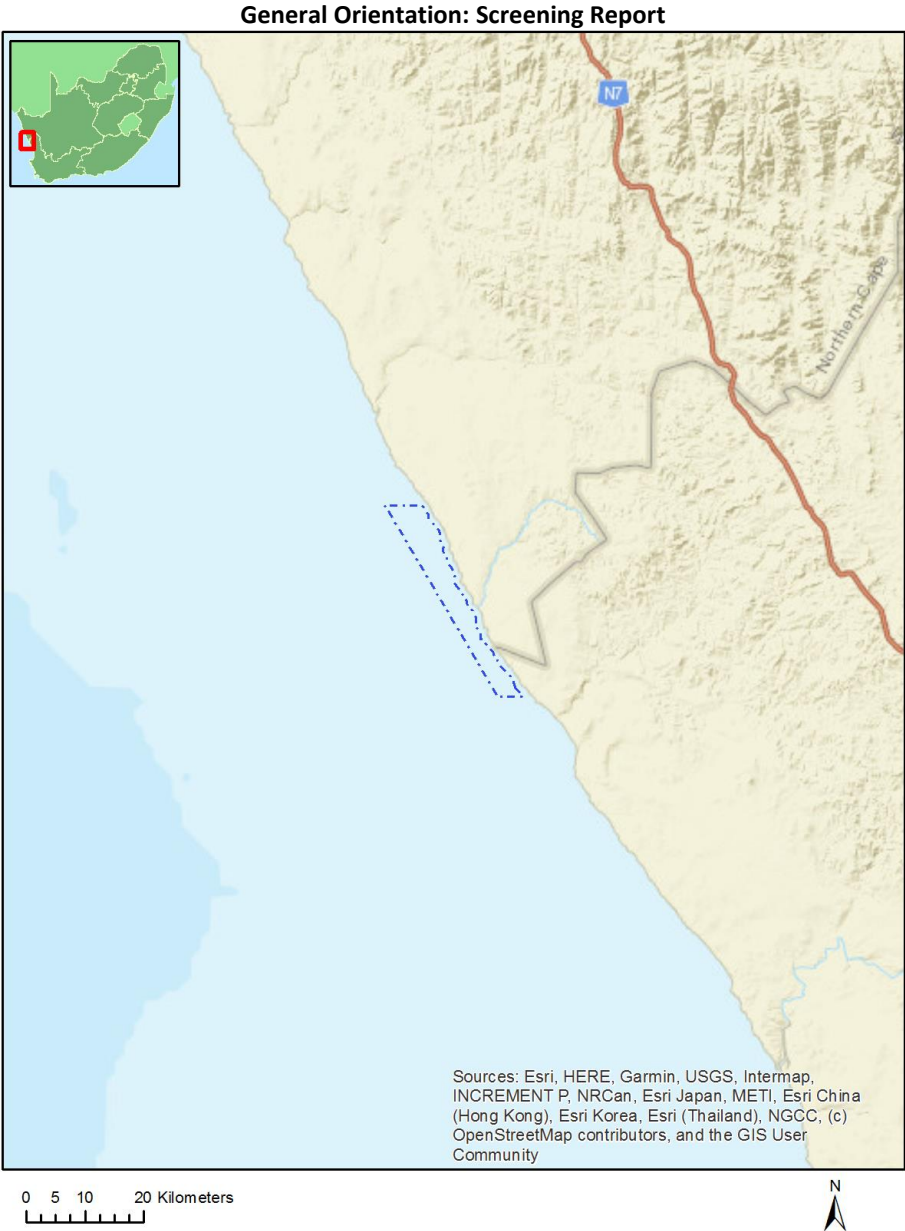 General Orientation: Screening Report
N7
Northern Cape
Sources: Esri, HERE, Garmin, USGS, Intermap,
INCREMENT P, NRCan, Esri Japan, METI, Esri China
(Hong Kong), Esri Korea, Esri (Thailand), NGCC, (c)
OpenStreetMap contributors, and the GIS User
Community
0 5 10 20 Kilometers
N